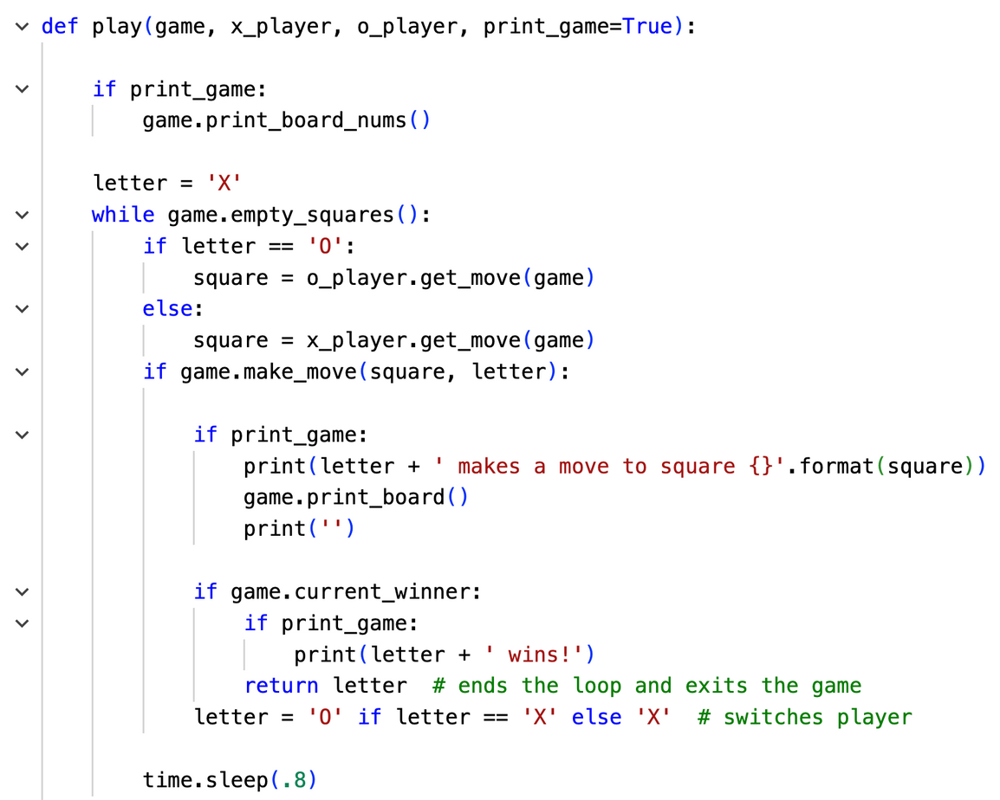 def play(game, x_player, o_player, print_game=True):
if print_game:
game.print_board_nums()
letter = 'X'
while game.empty_squares():
if letter == 'O':
square = o_player.get_move(game)
else:
square = x_player.get_move(game)
if game.make_move(square, letter):
if print_game:
print(letter + ' makes a move to square {}'.format(square))
game.print_board()
print('')
if game.current_winner:
if print_game:
print(letter + ' wins!')
return letter  # ends the loop and exits the game
letter = 'O' if letter == 'X' else 'X'  # switches player
time.sleep(.8)